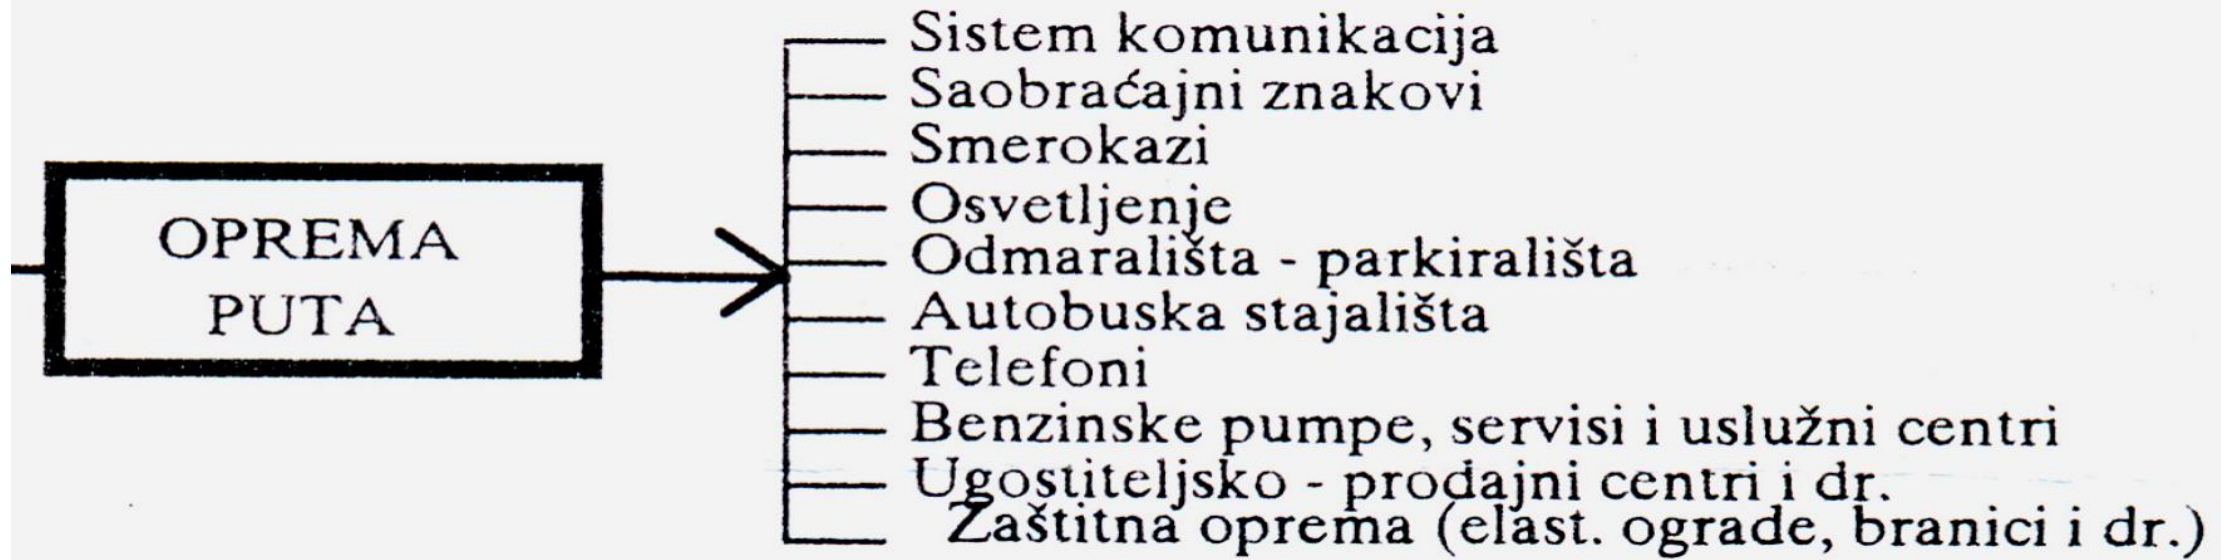 OPREMA
PUTA
Sistem komunikacija
Saobraćajni znakovi
Smerokazi
Osvetljenje
Odmarališta - parkirališta
Autobuska stajališta
Telefoni
Benzinske pumpe, servisi i uslužni centri
Ugostiteljsko - prodajni centri i dr.
Zaštitna oprema (elast. ograde, branici i dr.)